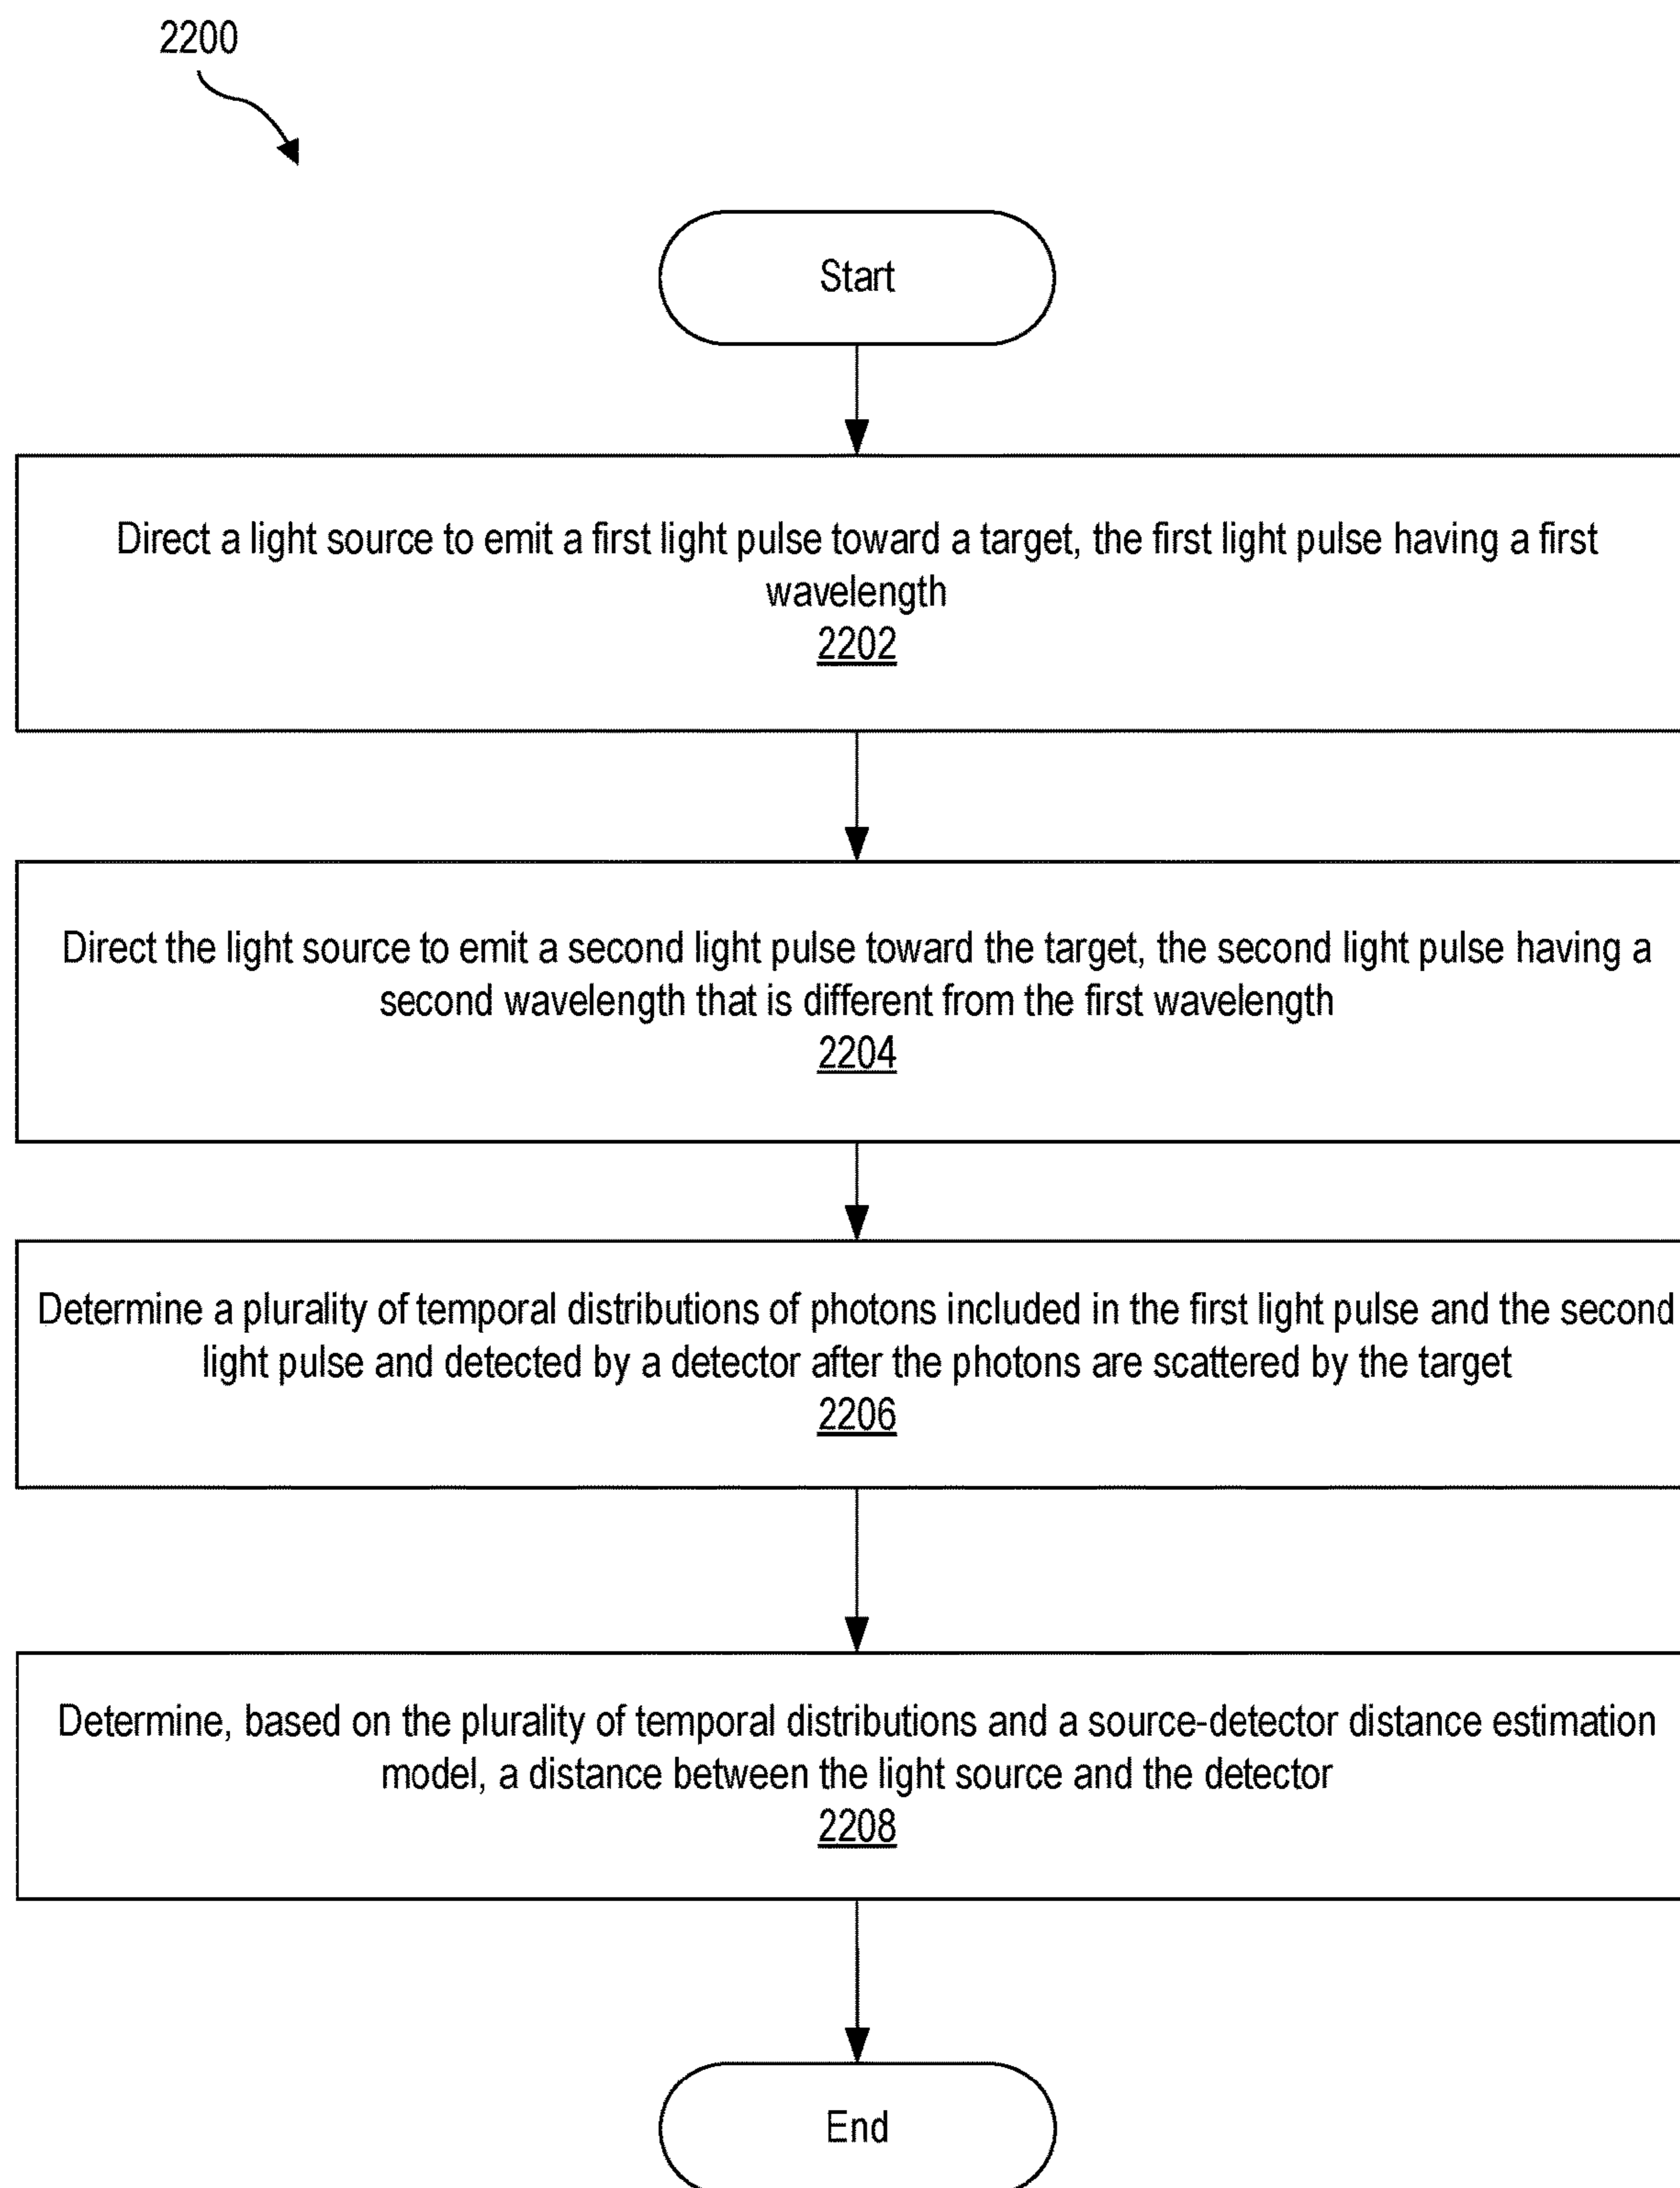 2200
Start
Direct a light source to emit a first light pulse toward a target, the first light pulse having a first
wavelength
2202
Direct the light source to emit a second light pulse toward the target, the second light pulse having a
second wavelength that is different from the first wavelength
2204
Determine a plurality of temporal distributions of photons included in the first light pulse and the second
light pulse and detected by a detector after the photons are scattered by the target
2206
Determine, based on the plurality of temporal distributions and a source-detector distance estimation
model, a distance between the light source and the detector
2208
End